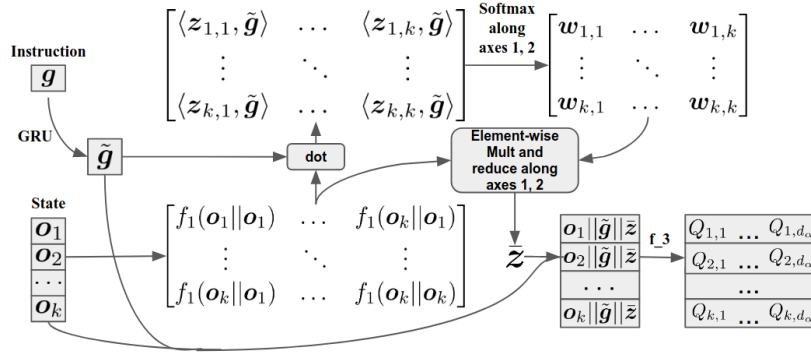 Instruction
g
GRU
g̃
State
o₁
o₂
...
oₖ
⟨z₁,₁, g̃⟩ ... ⟨z₁,ₖ, g̃⟩
⋮ ⋱ ⋮
⟨zₖ,₁, g̃⟩ ... ⟨zₖ,ₖ, g̃⟩
Softmax
along
axes 1, 2
w₁,₁ ... w₁,ₖ
⋮ ⋱ ⋮
wₖ,₁ ... wₖ,ₖ
dot
Element-wise
Mult and
reduce along
axes 1, 2
f₁(o₁||o₁) ... f₁(oₖ||o₁)
⋮ ⋱ ⋮
f₁(oₖ||o₁) ... f₁(oₖ||oₖ)
z̄
o₁||g̃||z̄
o₂||g̃||z̄
...
oₖ||g̃||z̄
f_3
Q₁,₁ ... Q₁,d_α
Q₂,₁ ... Q₂,d_α
... ...
Qₖ,₁ ... Qₖ,d_α